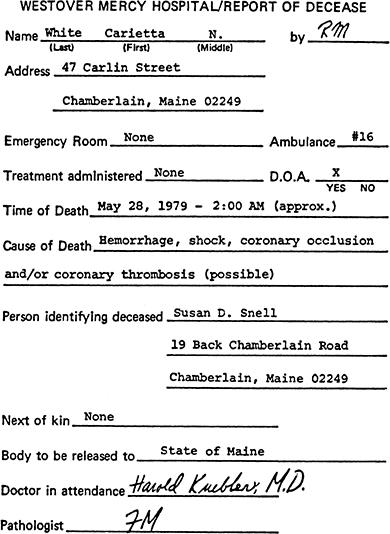 WESTOVER MERCY HOSPITAL/REPORT OF DECEASE
Name White Carietta N. by RM
(Last) (First) (Middle)
Address 47 Carlin Street
Chamberlain, Maine 02249
Emergency Room None Ambulance #16
Treatment administered None D.O.A. X
YES NO
Time of Death May 28, 1979 - 2:00 AM (approx.)
Cause of Death Hemorrhage, shock, coronary occlusion
and/or coronary thrombosis (possible)
Person identifying deceased Susan D. Snell
19 Back Chamberlain Road
Chamberlain, Maine 02249
Next of kin None
Body to be released to State of Maine
Doctor in attendance Harold Kuebler, M.D.
Pathologist